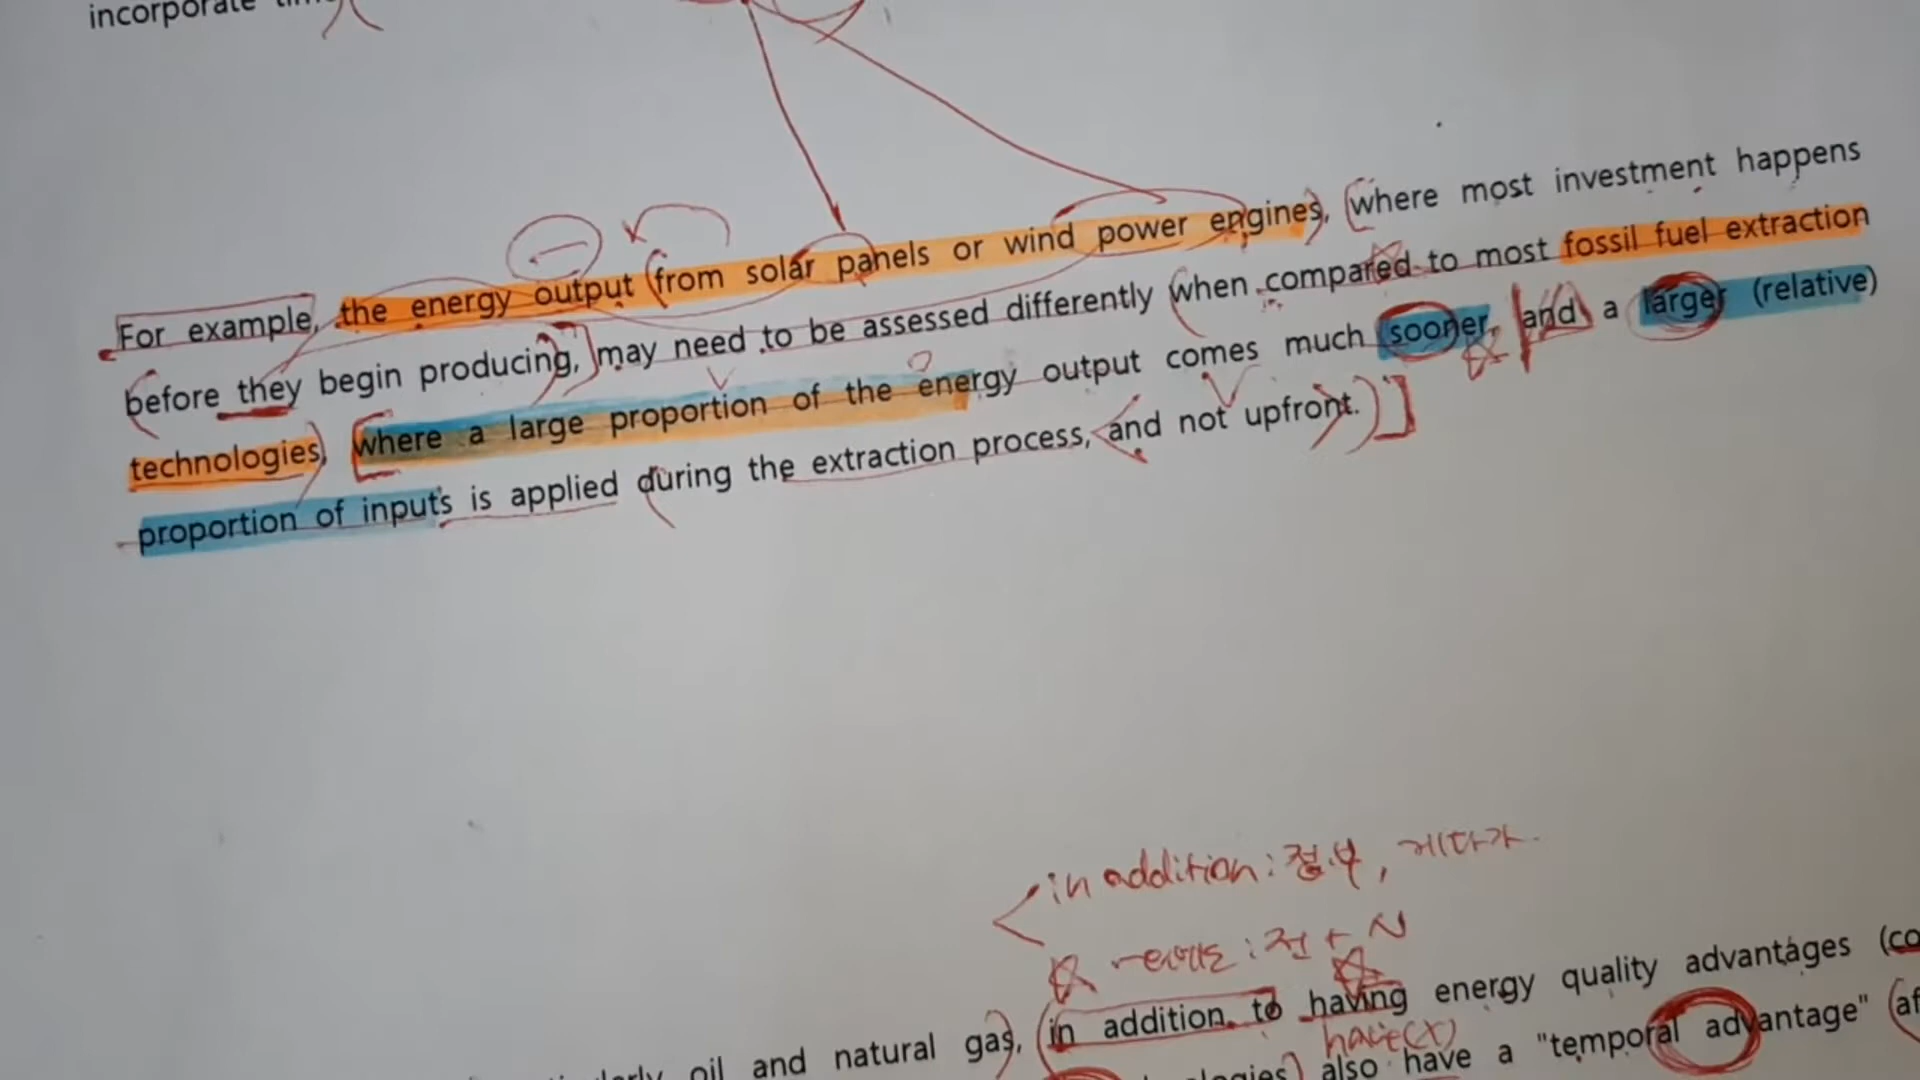 incorporate
For example, the energy output from solar panels or wind power engines, where most investment happens
before they begin producing, may need to be assessed differently when compared to most fossil fuel extraction
technologies, where a large proportion of the energy output comes much sooner, and a larger (relative)
proportion of inputs is applied during the extraction process, and not upfront.
in addition : 접.부, 게다가.
: 전 + N
oil and natural gas, in addition to having energy quality advantages (co
have(X)
also have a "temporal advantage" (af